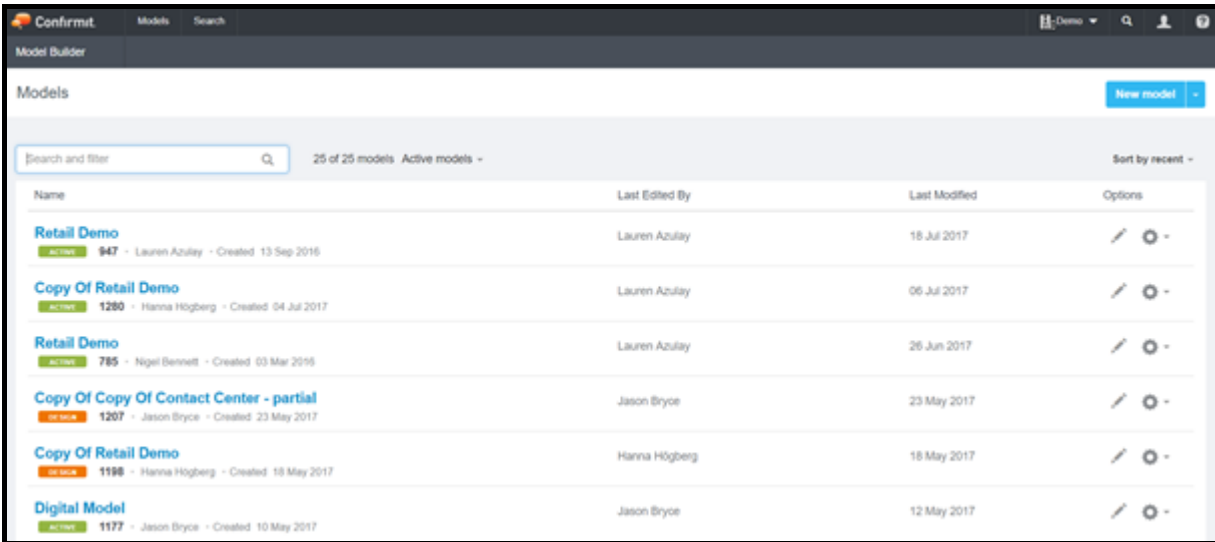 Confirmit Models Search Demo
Model Builder
Models New model
Search and filter 25 of 25 models Active models Sort by recent
Name Last Edited By Last Modified Options
Retail Demo Lauren Azulay 18 Jul 2017
ACTIVE 947 - Lauren Azulay - Created 13 Sep 2016
Copy Of Retail Demo Lauren Azulay 06 Jul 2017
ACTIVE 1280 - Hanna Högberg - Created 04 Jul 2017
Retail Demo Lauren Azulay 26 Jun 2017
ACTIVE 785 - Nigel Bennett - Created 03 Mar 2016
Copy Of Copy Of Contact Center - partial Jason Bryce 23 May 2017
DESIGN 1207 - Jason Bryce - Created 23 May 2017
Copy Of Retail Demo Hanna Högberg 18 May 2017
DESIGN 1198 - Hanna Högberg - Created 18 May 2017
Digital Model Jason Bryce 12 May 2017
ACTIVE 1177 - Jason Bryce - Created 10 May 2017